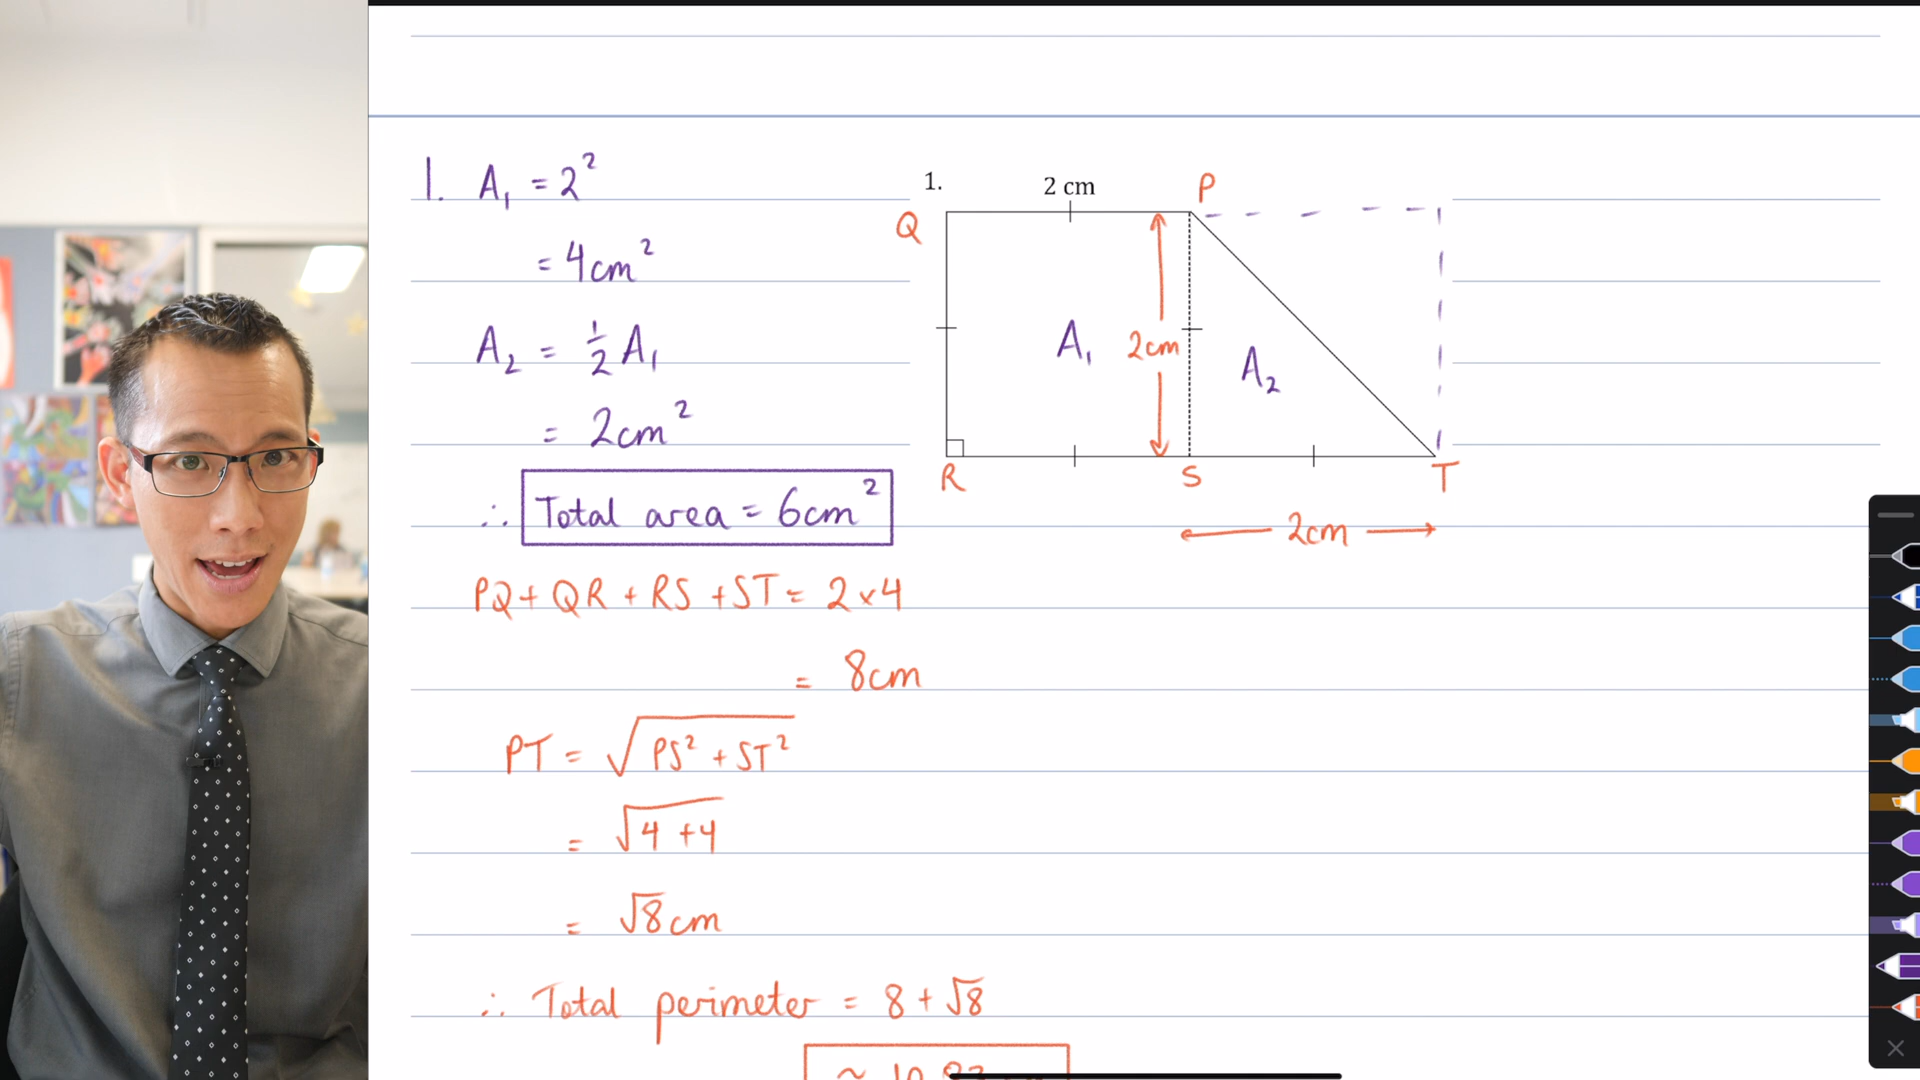 1. A₁ = 2²
= 4cm²
A₂ = ½ A₁
= 2cm²
∴ Total area = 6cm²
PQ + QR + RS + ST = 2 × 4
= 8cm
PT = √(PS² + ST²)
= √(4 + 4)
= √8 cm
∴ Total perimeter = 8 + √8
1.
2 cm
P
Q
A₁
2cm
A₂
R
S
T
2cm